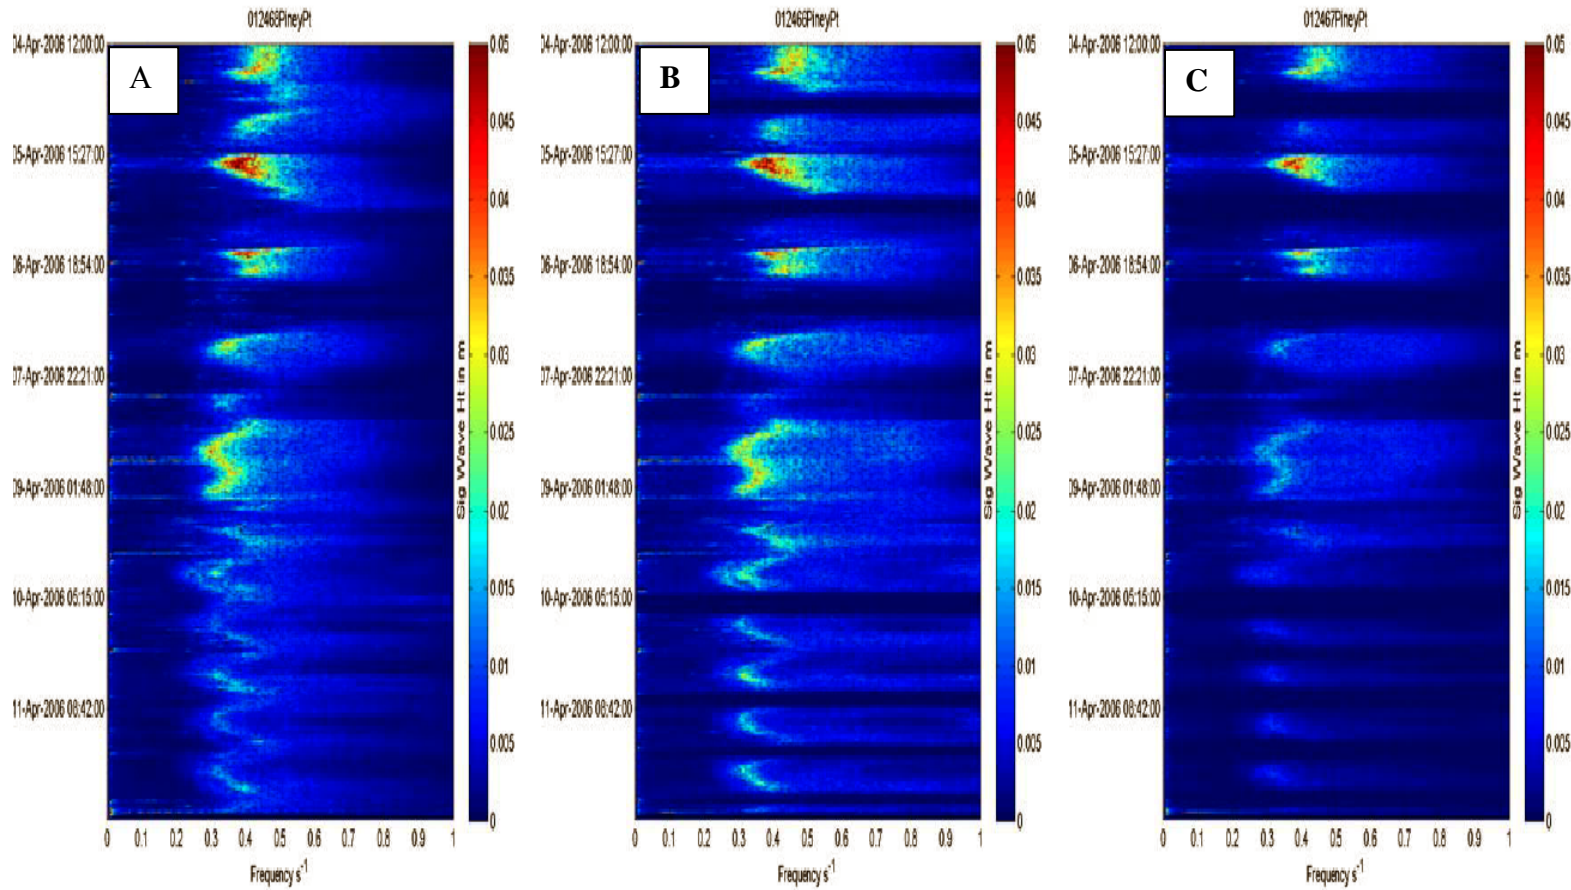 012468PineyPt
04-Apr-2006 12:00:00
05-Apr-2006 15:27:00
06-Apr-2006 18:54:00
07-Apr-2006 22:21:00
09-Apr-2006 01:48:00
10-Apr-2006 05:15:00
11-Apr-2006 08:42:00
A
0 0.1 0.2 0.3 0.4 0.5 0.6 0.7 0.8 0.9 1
Frequency s-1
0.05
0.045
0.04
0.035
0.03
0.025
0.02
0.015
0.01
0.005
0
Sig Wave Ht in m
012466PineyPt
04-Apr-2006 12:00:00
05-Apr-2006 15:27:00
06-Apr-2006 18:54:00
07-Apr-2006 22:21:00
09-Apr-2006 01:48:00
10-Apr-2006 05:15:00
11-Apr-2006 08:42:00
B
0 0.1 0.2 0.3 0.4 0.5 0.6 0.7 0.8 0.9 1
Frequency s-1
0.05
0.045
0.04
0.035
0.03
0.025
0.02
0.015
0.01
0.005
0
Sig Wave Ht in m
012467PineyPt
04-Apr-2006 12:00:00
05-Apr-2006 15:27:00
06-Apr-2006 18:54:00
07-Apr-2006 22:21:00
09-Apr-2006 01:48:00
10-Apr-2006 05:15:00
11-Apr-2006 08:42:00
C
0 0.1 0.2 0.3 0.4 0.5 0.6 0.7 0.8 0.9 1
Frequency s-1
0.05
0.045
0.04
0.035
0.03
0.025
0.02
0.015
0.01
0.005
0
Sig Wave Ht in m